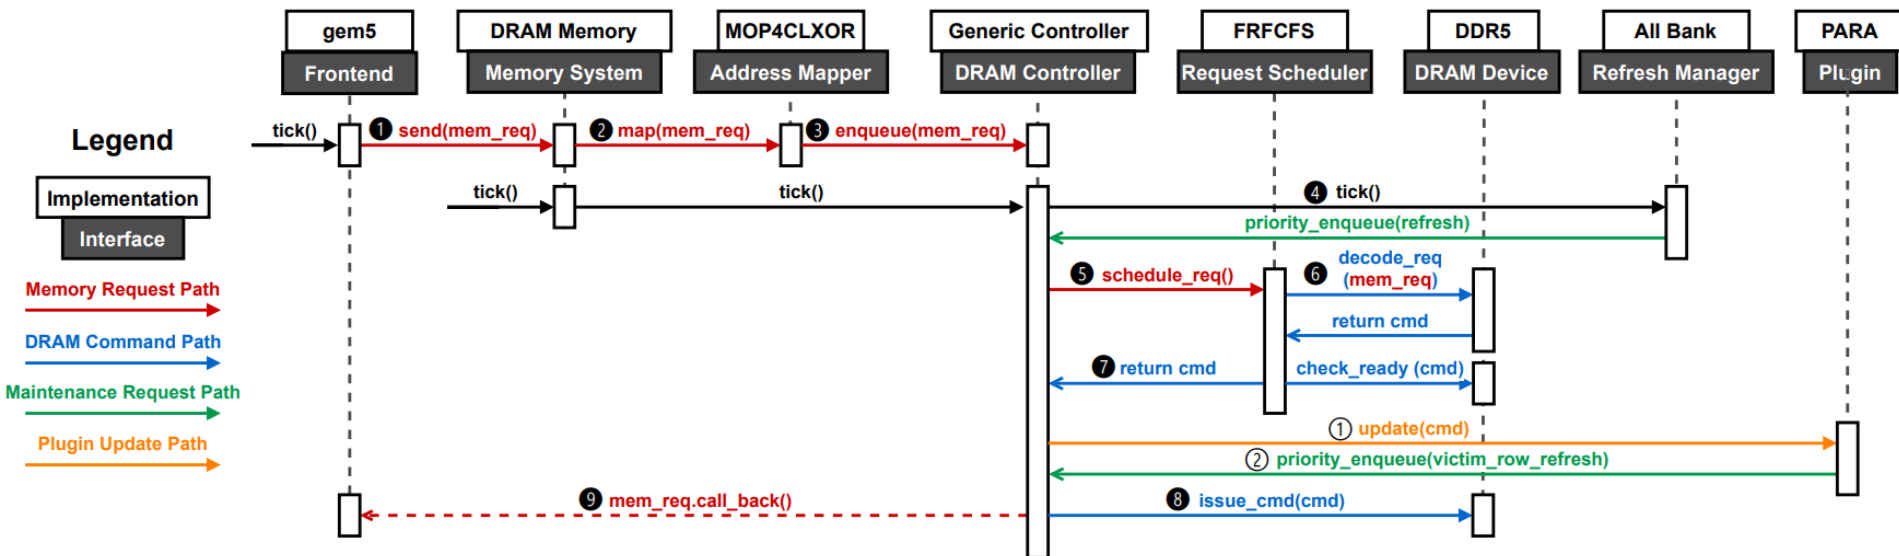 gem5
Frontend
DRAM Memory
Memory System
MOP4CLXOR
Address Mapper
Generic Controller
DRAM Controller
FRFCFS
Request Scheduler
DDR5
DRAM Device
All Bank
Refresh Manager
PARA
Plugin
Legend
Implementation
Interface
Memory Request Path
DRAM Command Path
Maintenance Request Path
Plugin Update Path
tick()
❶ send(mem_req)
❷ map(mem_req)
❸ enqueue(mem_req)
tick()
tick()
❹ tick()
priority_enqueue(refresh)
❺ schedule_req()
❻ decode_req
(mem_req)
return cmd
❼ return cmd
check_ready (cmd)
① update(cmd)
② priority_enqueue(victim_row_refresh)
❾ mem_req.call_back()
❽ issue_cmd(cmd)